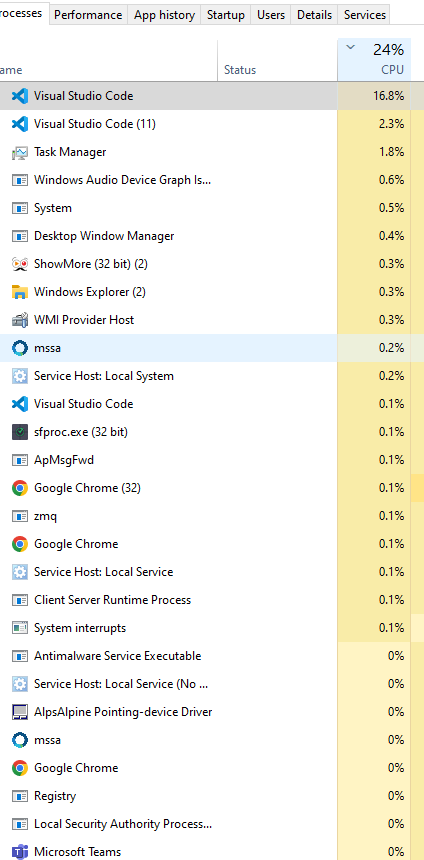 rocesses Performance App history Startup Users Details Services
24%
ame Status CPU
Visual Studio Code 16.8%
Visual Studio Code (11) 2.3%
Task Manager 1.8%
Windows Audio Device Graph Is... 0.6%
System 0.5%
Desktop Window Manager 0.4%
ShowMore (32 bit) (2) 0.3%
Windows Explorer (2) 0.3%
WMI Provider Host 0.3%
mssa 0.2%
Service Host: Local System 0.2%
Visual Studio Code 0.1%
sfproc.exe (32 bit) 0.1%
ApMsgFwd 0.1%
Google Chrome (32) 0.1%
zmq 0.1%
Google Chrome 0.1%
Service Host: Local Service 0.1%
Client Server Runtime Process 0.1%
System interrupts 0.1%
Antimalware Service Executable 0%
Service Host: Local Service (No ... 0%
AlpsAlpine Pointing-device Driver 0%
mssa 0%
Google Chrome 0%
Registry 0%
Local Security Authority Process... 0%
Microsoft Teams 0%